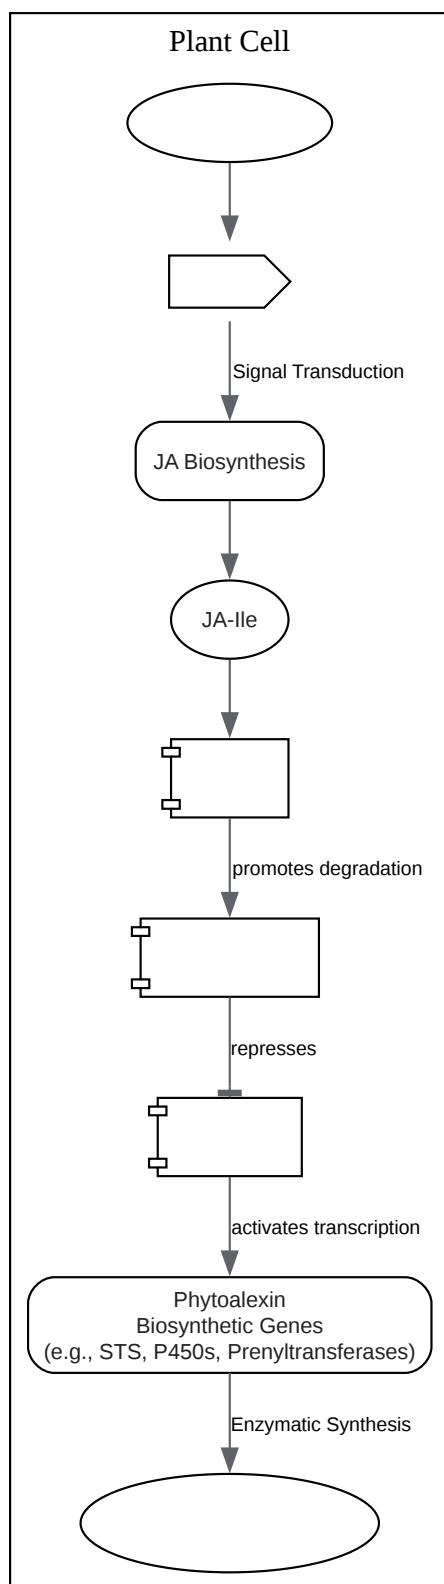 Plant Cell
Signal Transduction
JA Biosynthesis
JA-Ile
promotes degradation
represses
activates transcription
Phytoalexin
Biosynthetic Genes
(e.g., STS, P450s, Prenyltransferases)
Enzymatic Synthesis